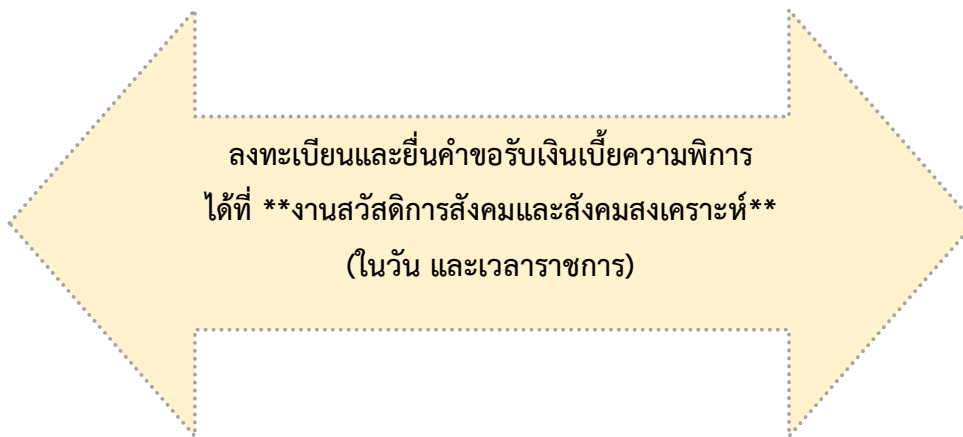 ลงทะเบียนและยื่นคำขอรับเงินเบี้ยความพิการ
ได้ที่ **งานสวัสดิการสังคมและสังคมสงเคราะห์**
(ในวัน และเวลาราชการ)